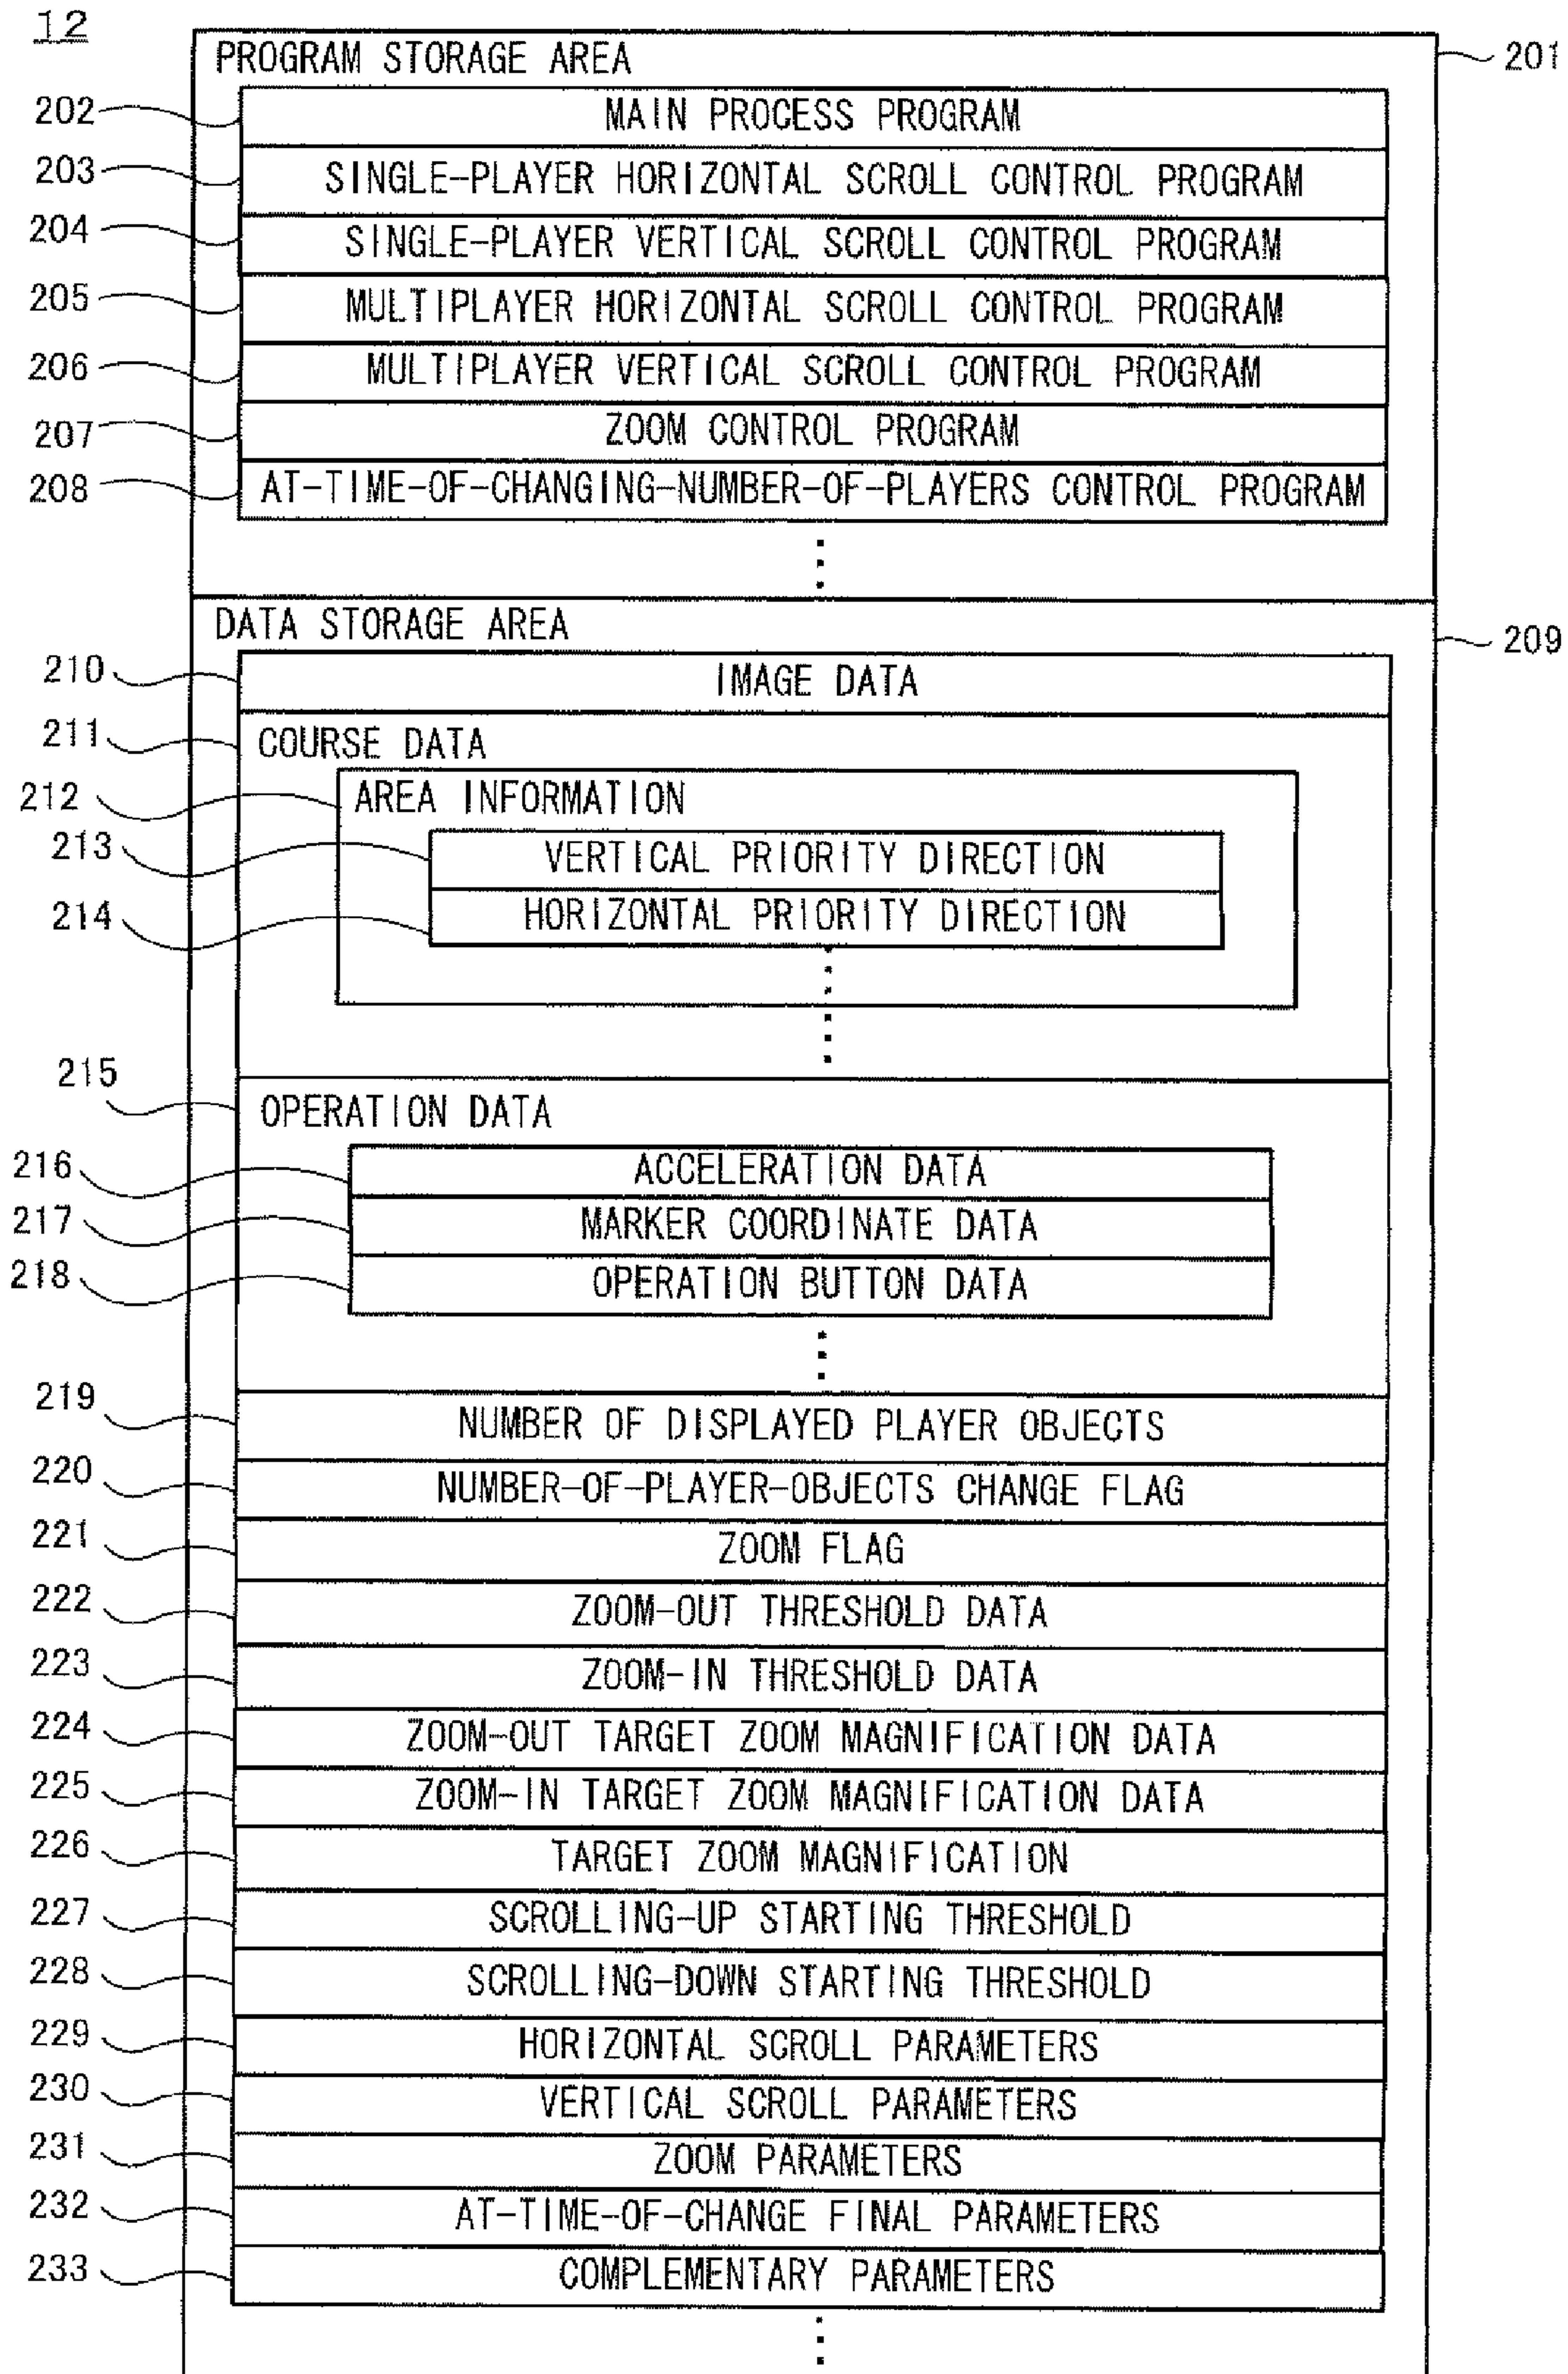 12
PROGRAM STORAGE AREA
201
202
MAIN PROCESS PROGRAM
203
SINGLE-PLAYER HORIZONTAL SCROLL CONTROL PROGRAM
204
SINGLE-PLAYER VERTICAL SCROLL CONTROL PROGRAM
205
MULTIPLAYER HORIZONTAL SCROLL CONTROL PROGRAM
206
MULTIPLAYER VERTICAL SCROLL CONTROL PROGRAM
207
ZOOM CONTROL PROGRAM
208
AT-TIME-OF-CHANGING-NUMBER-OF-PLAYERS CONTROL PROGRAM
DATA STORAGE AREA
209
210
IMAGE DATA
211
COURSE DATA
212
AREA INFORMATION
213
VERTICAL PRIORITY DIRECTION
214
HORIZONTAL PRIORITY DIRECTION
215
OPERATION DATA
216
ACCELERATION DATA
217
MARKER COORDINATE DATA
218
OPERATION BUTTON DATA
219
NUMBER OF DISPLAYED PLAYER OBJECTS
220
NUMBER-OF-PLAYER-OBJECTS CHANGE FLAG
221
ZOOM FLAG
222
ZOOM-OUT THRESHOLD DATA
223
ZOOM-IN THRESHOLD DATA
224
ZOOM-OUT TARGET ZOOM MAGNIFICATION DATA
225
ZOOM-IN TARGET ZOOM MAGNIFICATION DATA
226
TARGET ZOOM MAGNIFICATION
227
SCROLLING-UP STARTING THRESHOLD
228
SCROLLING-DOWN STARTING THRESHOLD
229
HORIZONTAL SCROLL PARAMETERS
230
VERTICAL SCROLL PARAMETERS
231
ZOOM PARAMETERS
232
AT-TIME-OF-CHANGE FINAL PARAMETERS
233
COMPLEMENTARY PARAMETERS